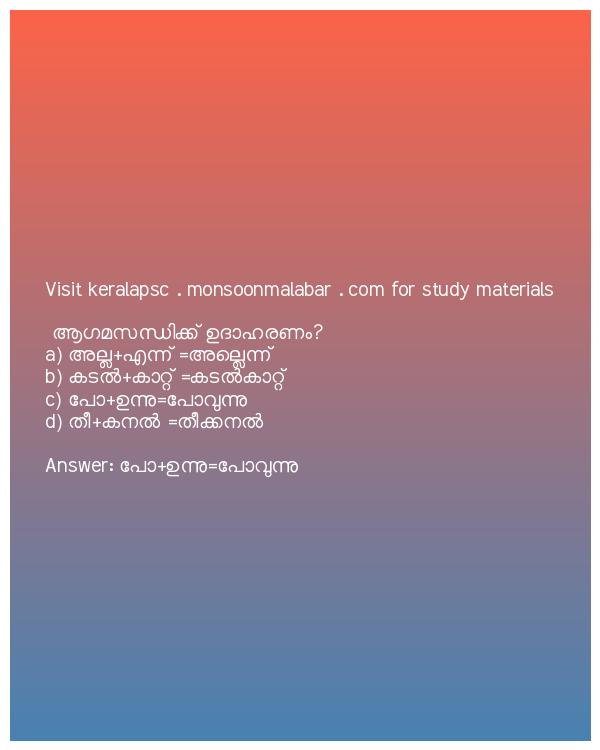 Visit keralapsc . monsoonmalabar . com for study materials
ആഗമസന്ധിക്ക് ഉദാഹരണം?
a) അല്ല+എന്ന് =അല്ലെന്ന്
b) കടൽ+കാറ്റ് =കടൽകാറ്റ്
c) പോ+ഉന്നു=പോവുന്നു
d) തീ+കനൽ =തീക്കനൽ
Answer: പോ+ഉന്നു=പോവുന്നു